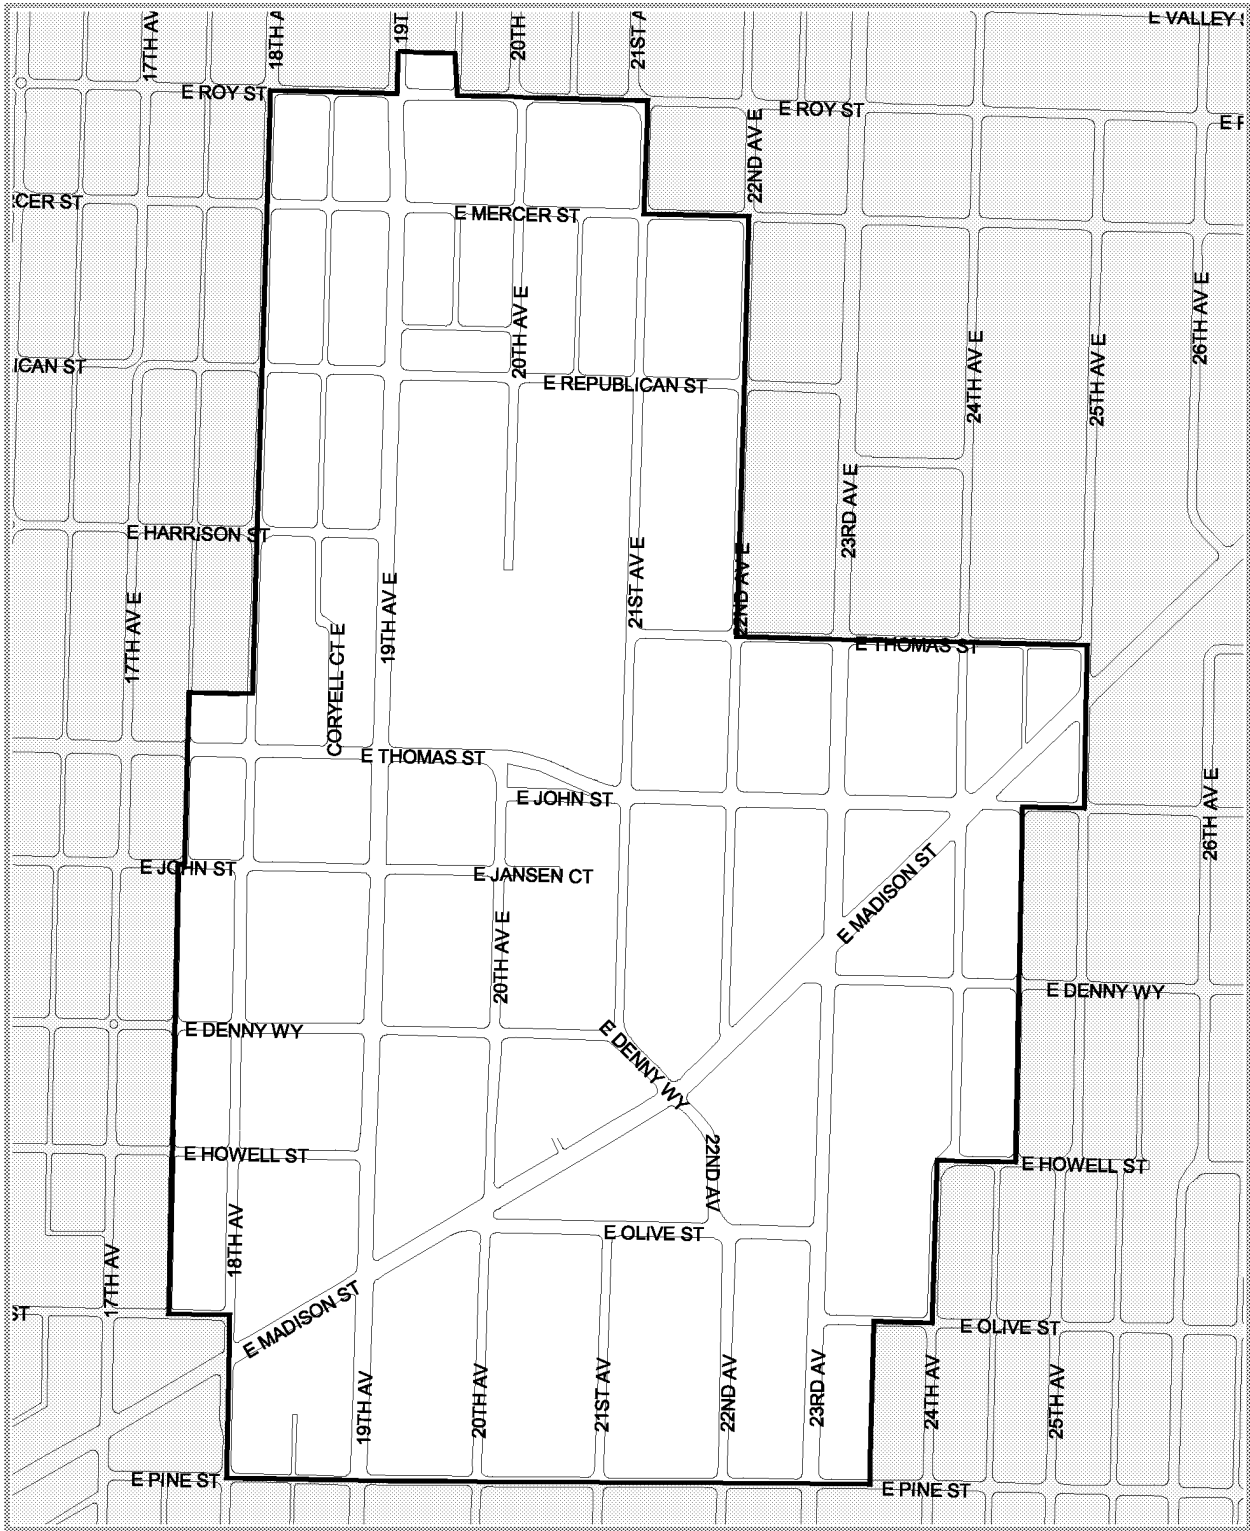 E VALLEY S
17TH AV
18TH A
19T
20TH
21ST A
E ROY ST
E ROY ST
E F
22ND AV E
CER ST
E MERCER ST
20TH AV E
26TH AV E
24TH AV E
25TH AV E
ICAN ST
E REPUBLICAN ST
23RD AV E
E HARRISON ST
21ST AV E
22ND AV E
19TH AV E
17TH AV E
CORYELL CT E
E THOMAS ST
E THOMAS ST
E JOHN ST
26TH AV E
E JOHN ST
E JANSEN CT
E MADISON ST
20TH AV E
E DENNY WY
E DENNY WY
E DENNY WY
E HOWELL ST
22ND AV
E HOWELL ST
18TH AV
E OLIVE ST
17TH AV
ST
E MADISON ST
E OLIVE ST
19TH AV
20TH AV
21ST AV
22ND AV
23RD AV
24TH AV
25TH AV
E PINE ST
E PINE ST